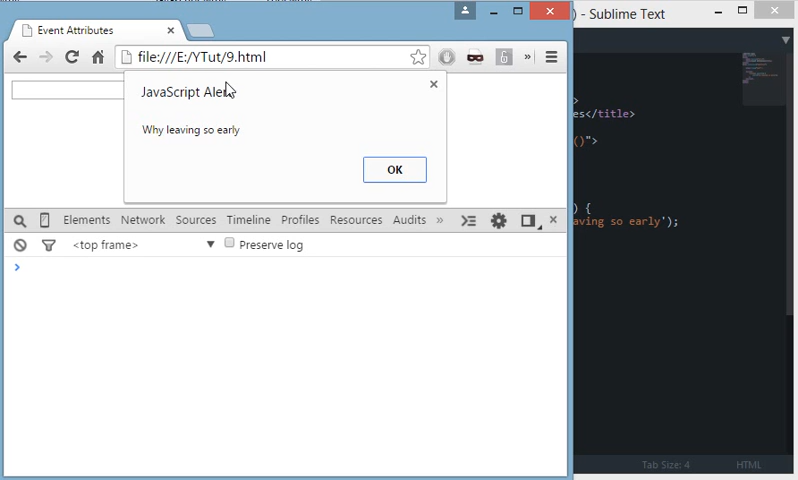 ) - Sublime Text
Event Attributes
file:///E:/YTut/9.html
JavaScript Alert
Why leaving so early
OK
>
es</title>
()">
) {
aving so early');
Elements Network Sources Timeline Profiles Resources Audits »
<top frame> ▼ Preserve log
>
Tab Size: 4 HTML